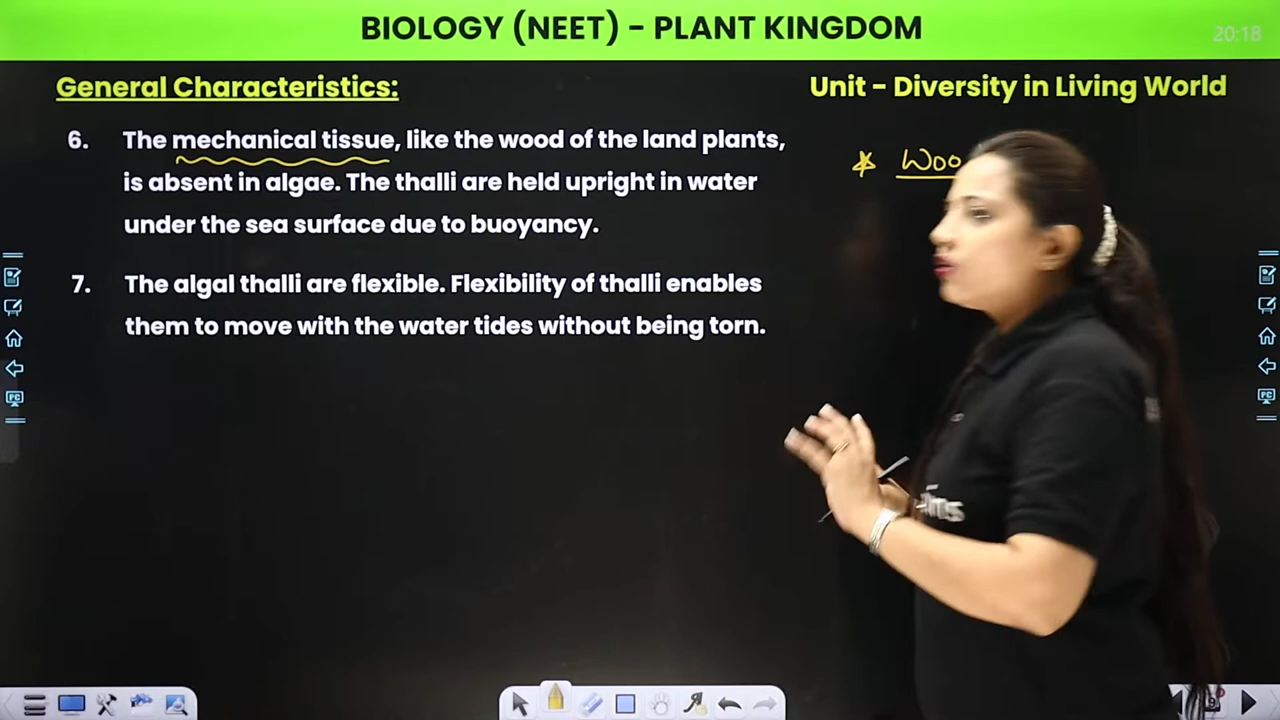 BIOLOGY (NEET) - PLANT KINGDOM
20:18
General Characteristics:
Unit - Diversity in Living World
6. The mechanical tissue, like the wood of the land plants,
is absent in algae. The thalli are held upright in water
under the sea surface due to buoyancy.
7. The algal thalli are flexible. Flexibility of thalli enables
them to move with the water tides without being torn.